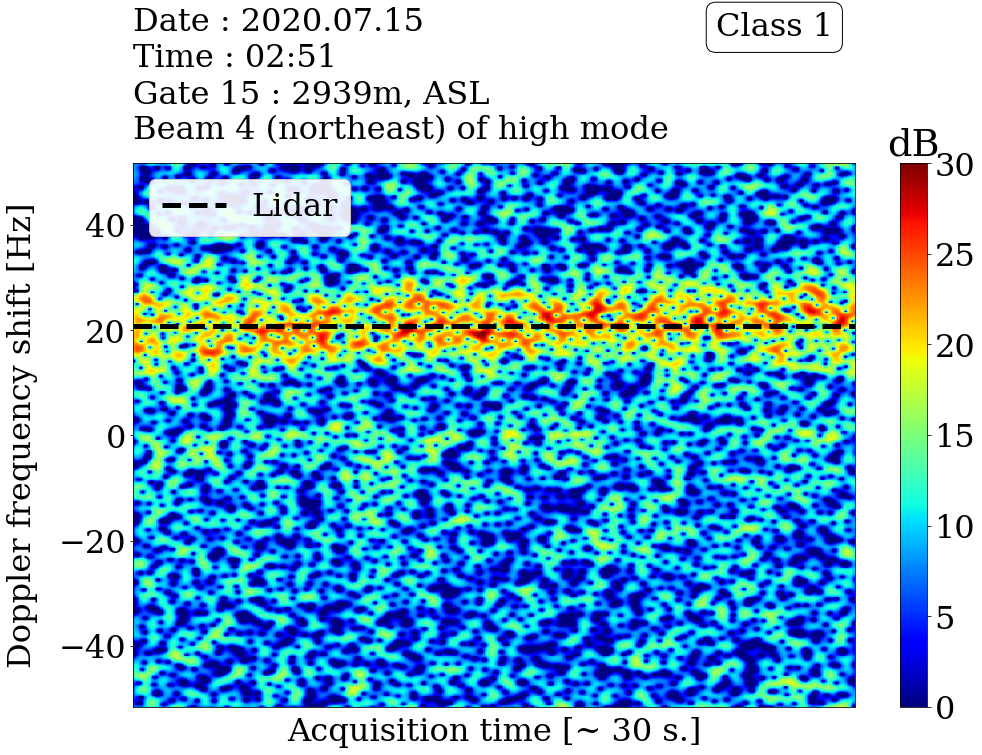 Date : 2020.07.15
Time : 02:51
Gate 15 : 2939m, ASL
Beam 4 (northeast) of high mode
Class 1
dB
Lidar
Doppler frequency shift [Hz]
40
20
0
−20
−40
Acquisition time [~ 30 s.]
30
25
20
15
10
5
0